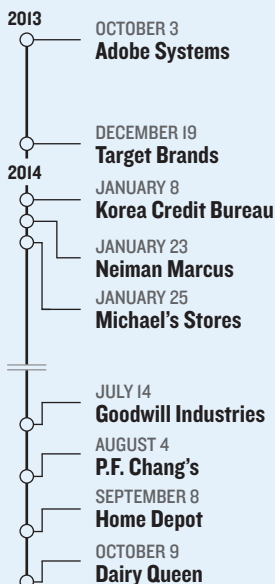 2013
OCTOBER 3
Adobe Systems
DECEMBER 19
Target Brands
2014
JANUARY 8
Korea Credit Bureau
JANUARY 23
Neiman Marcus
JANUARY 25
Michael's Stores
JULY 14
Goodwill Industries
AUGUST 4
P.F. Chang's
SEPTEMBER 8
Home Depot
OCTOBER 9
Dairy Queen